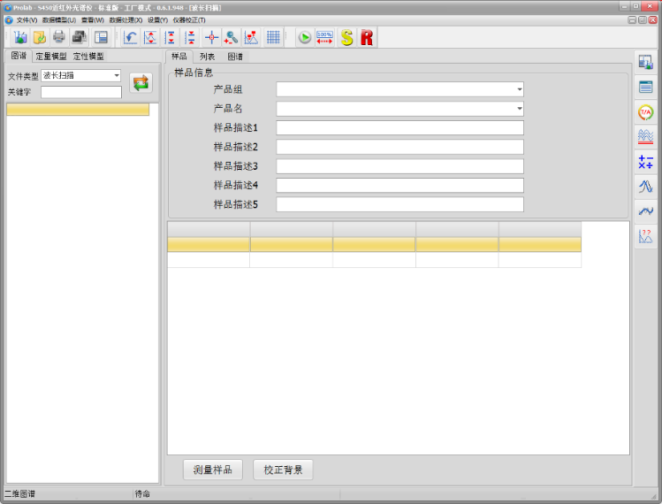 Prolab - S450近红外光谱仪 - 标准版 - 工厂模式 - 0.6.1.948 - [波长扫描]
文件(F) 数据模型(U) 查看(W) 数据处理(X) 设置(Y) 仪器校正(T)
100% S R
图谱 定量模型 定性模型
样品 列表 图谱
文件类型 波长扫描
关键字
样品信息
产品组
产品名
样品描述1
样品描述2
样品描述3
样品描述4
样品描述5
T/A
??
测量样品 校正背景
二维图谱 待命